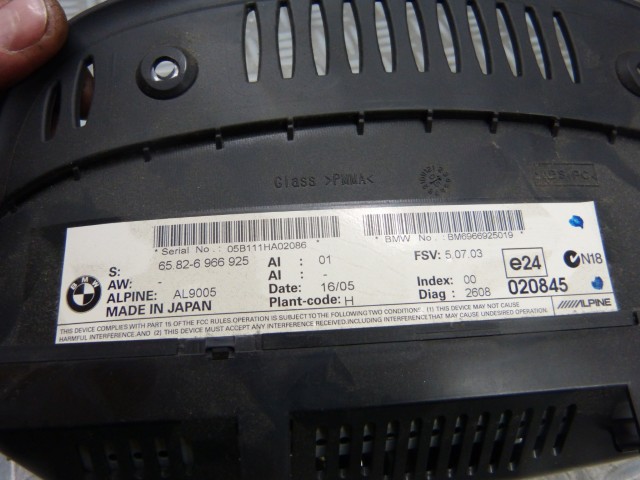 Glass >PMMA<
* Serial No. : 05B111HA02086 *
* BMW No. : BM6966925019 *
BMW
S: 65.82-6 966 925
AW: -
ALPINE: AL9005
MADE IN JAPAN
AI : 01
AI : -
Date: 16/05
Plant-code: H
FSV: 5.07.03
Index: 00
Diag : 2608
e24
020845
N18
ALPINE
THIS DEVICE COMPLIES WITH PART 15 OF THE FCC RULES.OPERATION IS SUBJECT TO THE FOLLOWING TWO CONDITION". (1) THIS DEVICE MAY NOT CAUSE
HARMFUL INTERFERENCE. AND (2) THIS DEVICE MUST ACCEPT ANY INTERFERENCE RECEIVED.INCLUDING INTERFERENCE THAT MAY CAUSE UNDESIRED OPERATION.